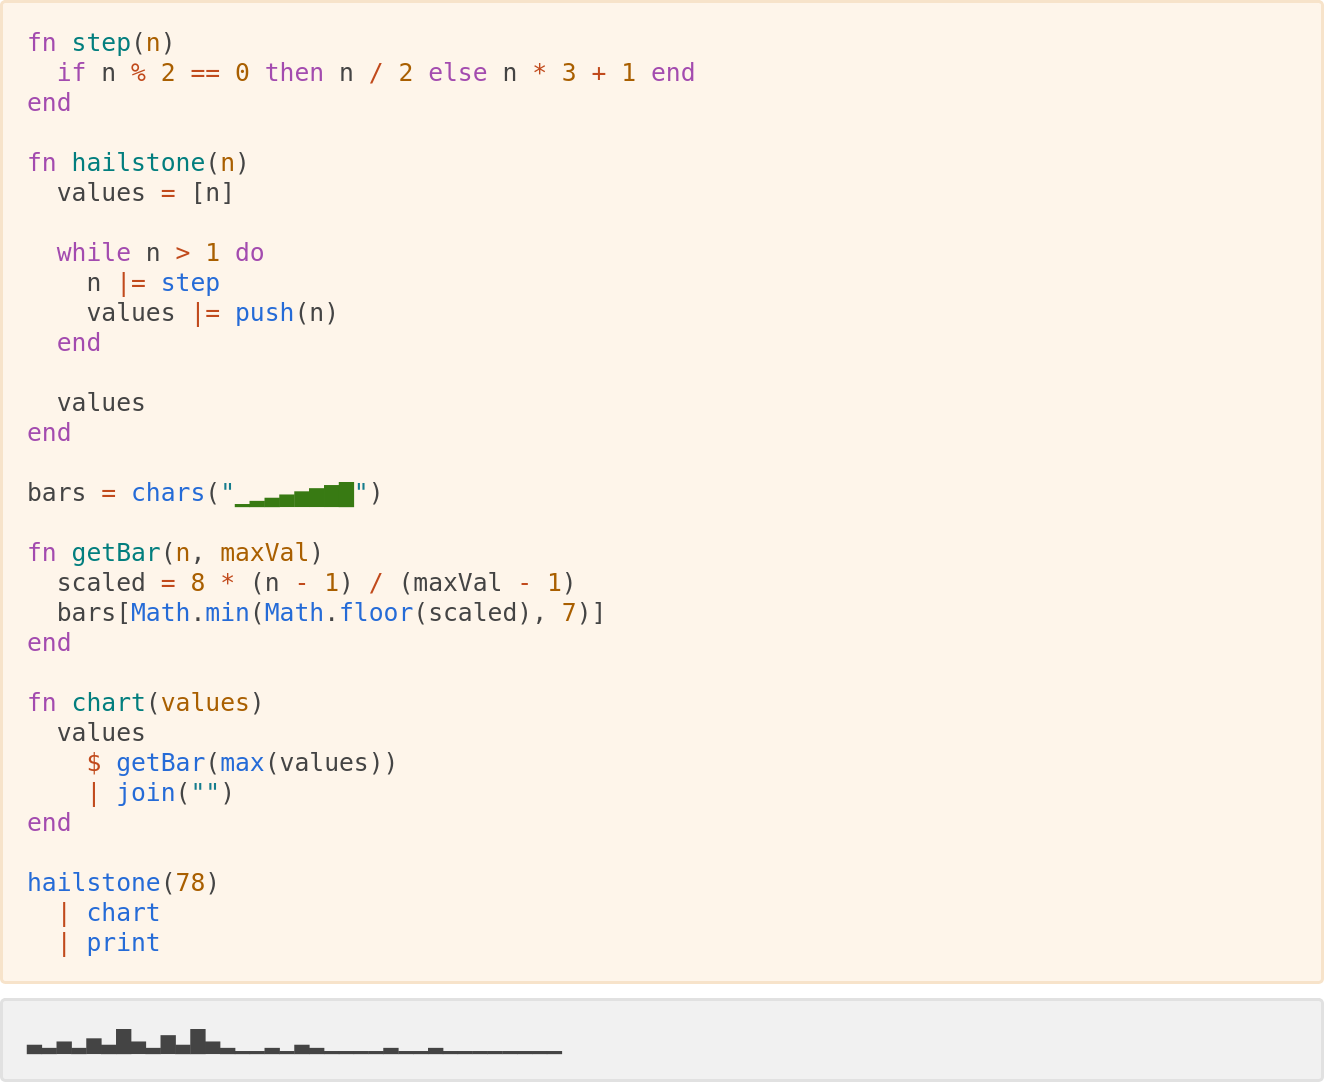 fn step(n)
  if n % 2 == 0 then n / 2 else n * 3 + 1 end
end

fn hailstone(n)
  values = [n]

  while n > 1 do
    n |= step
    values |= push(n)
  end

  values
end

bars = chars("▁▂▃▄▅▆▇█")

fn getBar(n, maxVal)
  scaled = 8 * (n - 1) / (maxVal - 1)
  bars[Math.min(Math.floor(scaled), 7)]
end

fn chart(values)
  values
    $ getBar(max(values))
    | join("")
end

hailstone(78)
  | chart
  | print

▃▂▄▂▅▃█▄▂▆▃█▄▂▁▁▂▁▃▂▁▁▁▁▂▁▁▂▁▁▁▁▁▁▁▁